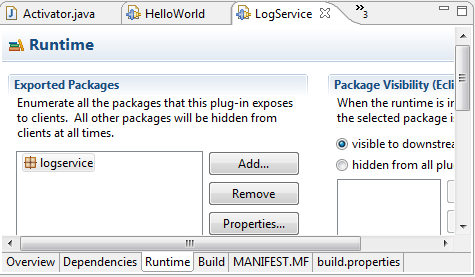 Activator.java
HelloWorld
LogService
»3
Runtime
Exported Packages
Enumerate all the packages that this plug-in exposes
to clients. All other packages will be hidden from
clients at all times.
logservice
Add...
Remove
Properties...
Package Visibility (Ecli
When the runtime is in
the selected package is
visible to downstrea
hidden from all plu
Overview Dependencies Runtime Build MANIFEST.MF build.properties